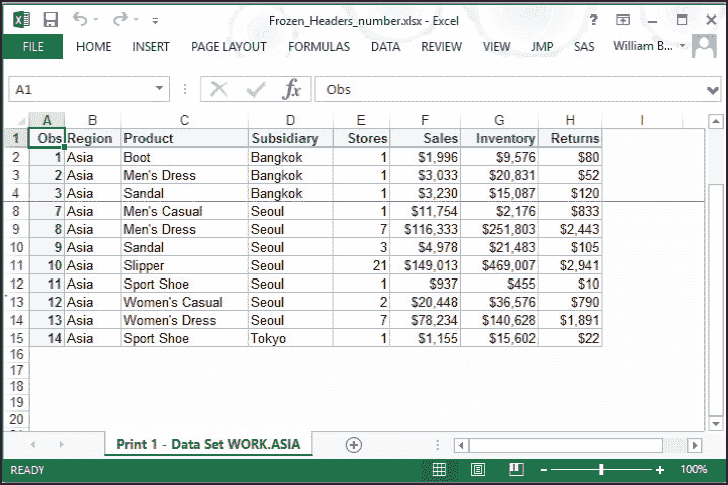 Frozen_Headers_number.xlsx - Excel
FILE HOME INSERT PAGE LAYOUT FORMULAS DATA REVIEW VIEW JMP SAS William B...
A1 fx Obs
A B C D E F G H I
1 Obs Region Product Subsidiary Stores Sales Inventory Returns
2 1 Asia Boot Bangkok 1 $1,996 $9,576 $80
3 2 Asia Men's Dress Bangkok 1 $3,033 $20,831 $52
4 3 Asia Sandal Bangkok 1 $3,230 $15,087 $120
8 7 Asia Men's Casual Seoul 1 $11,754 $2,176 $833
9 8 Asia Men's Dress Seoul 7 $116,333 $251,803 $2,443
10 9 Asia Sandal Seoul 3 $4,978 $21,483 $105
11 10 Asia Slipper Seoul 21 $149,013 $469,007 $2,941
12 11 Asia Sport Shoe Seoul 1 $937 $455 $10
13 12 Asia Women's Casual Seoul 2 $20,448 $36,576 $790
14 13 Asia Women's Dress Seoul 7 $78,234 $140,628 $1,891
15 14 Asia Sport Shoe Tokyo 1 $1,155 $15,602 $22
16
17
18
19
20
Print 1 - Data Set WORK.ASIA
READY 100%